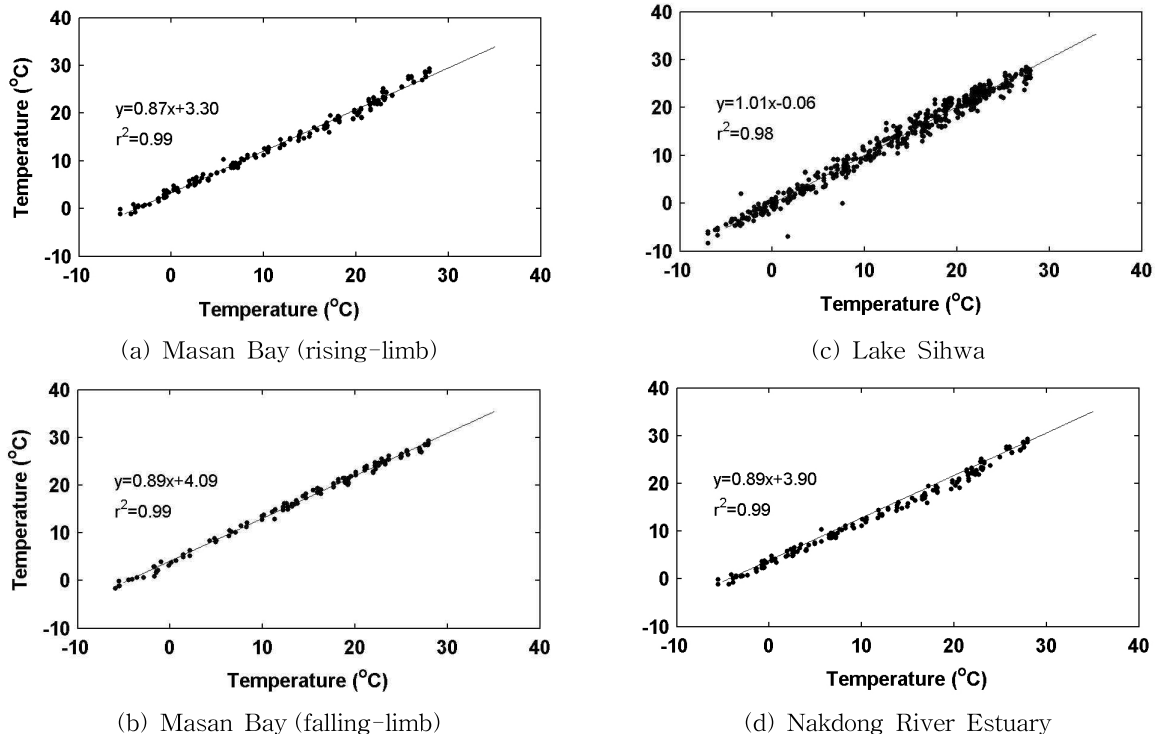 40
30
20
10
0
-10
Temperature (°C)
y=0.87x+3.30
r²=0.99
0 10 20 30 40
Temperature (°C)
(a) Masan Bay (rising-limb)
40
30
20
10
0
-10
Temperature (°C)
y=1.01x-0.06
r²=0.98
-10 0 10 20 30 40
Temperature (°C)
(c) Lake Sihwa
40
30
20
10
0
-10
Temperature (°C)
y=0.89x+4.09
r²=0.99
-10 0 10 20 30 40
Temperature (°C)
(b) Masan Bay (falling-limb)
40
30
20
10
0
-10
y=0.89x+3.90
r²=0.99
-10 0 10 20 30 40
Temperature (°C)
(d) Nakdong River Estuary